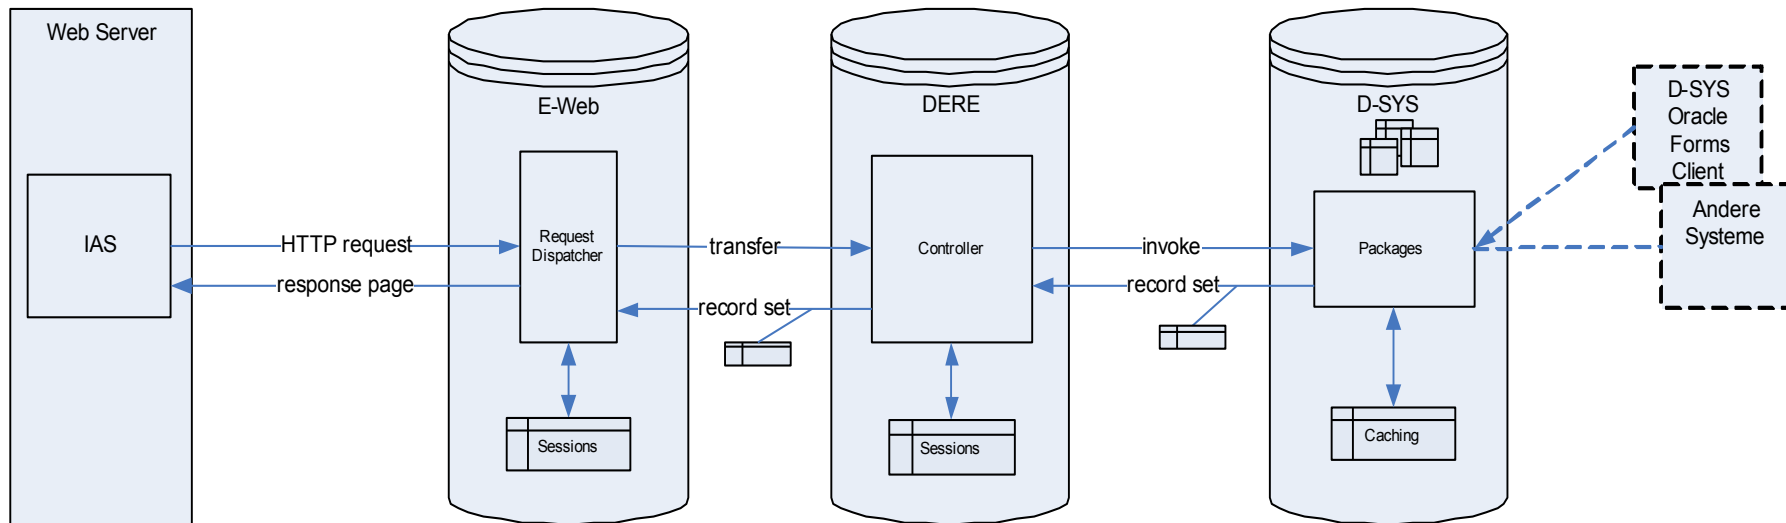 Web Server
IAS
HTTP request
response page
E-Web
Request
Dispatcher
Sessions
transfer
record set
DERE
Controller
Sessions
invoke
record set
D-SYS
Packages
Caching
D-SYS
Oracle
Forms
Client
Andere
Systeme